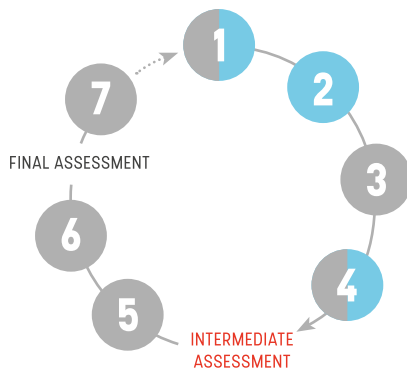 1
2
3
4
INTERMEDIATE
ASSESSMENT
5
6
FINAL ASSESSMENT
7